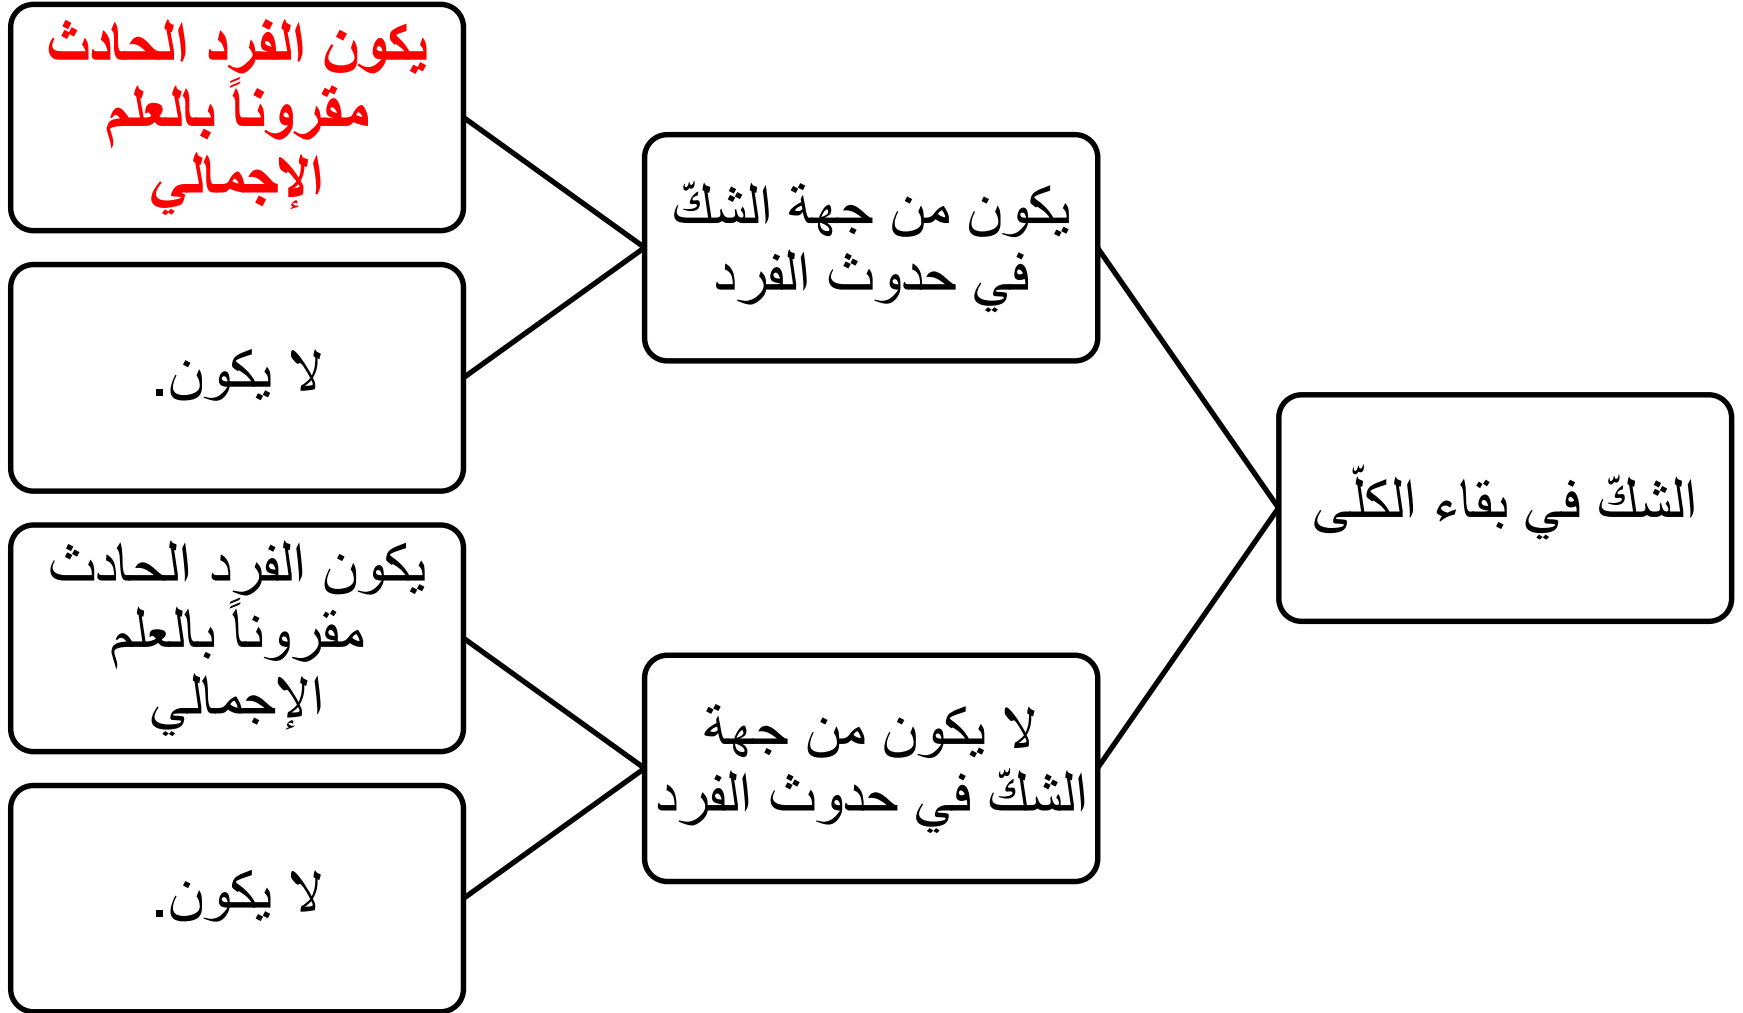 الشكّ في بقاء الكلّى
يكون من جهة الشكّ
في حدوث الفرد
يكون الفرد الحادث
مقروناً بالعلم
الإجمالي
لا يكون.
لا يكون من جهة
الشكّ في حدوث الفرد
يكون الفرد الحادث
مقروناً بالعلم
الإجمالي
لا يكون.